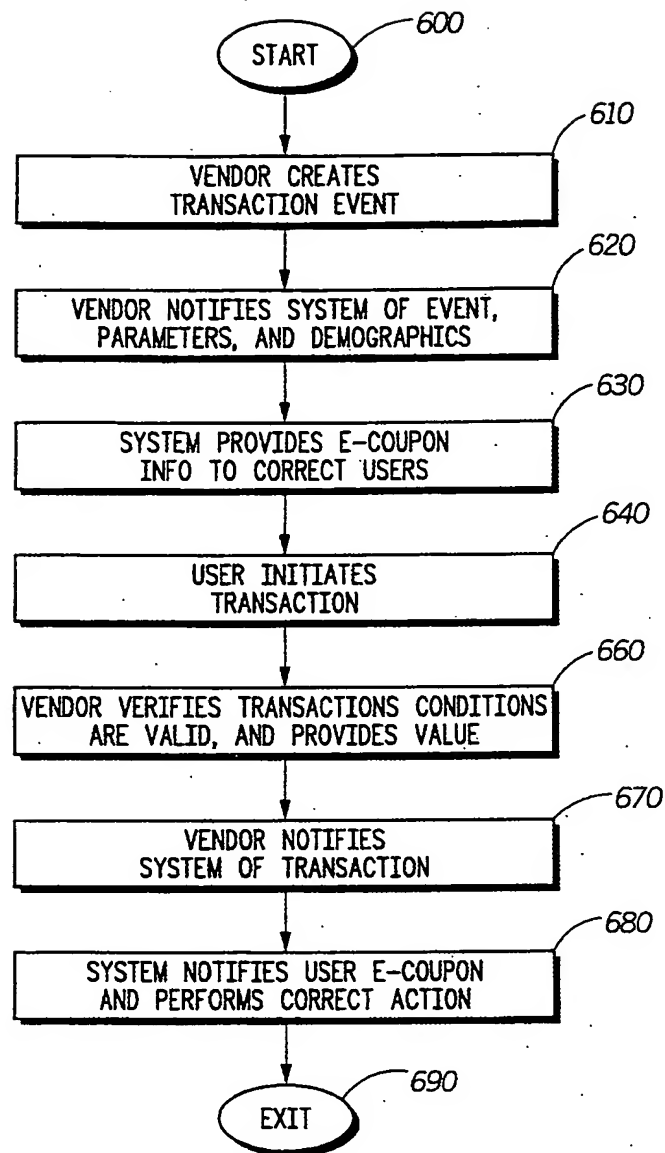 600
START
610
VENDOR CREATES
TRANSACTION EVENT
620
VENDOR NOTIFIES SYSTEM OF EVENT,
PARAMETERS, AND DEMOGRAPHICS
630
SYSTEM PROVIDES E-COUPON
INFO TO CORRECT USERS
640
USER INITIATES
TRANSACTION
660
VENDOR VERIFIES TRANSACTIONS CONDITIONS
ARE VALID, AND PROVIDES VALUE
670
VENDOR NOTIFIES
SYSTEM OF TRANSACTION
680
SYSTEM NOTIFIES USER E-COUPON
AND PERFORMS CORRECT ACTION
690
EXIT